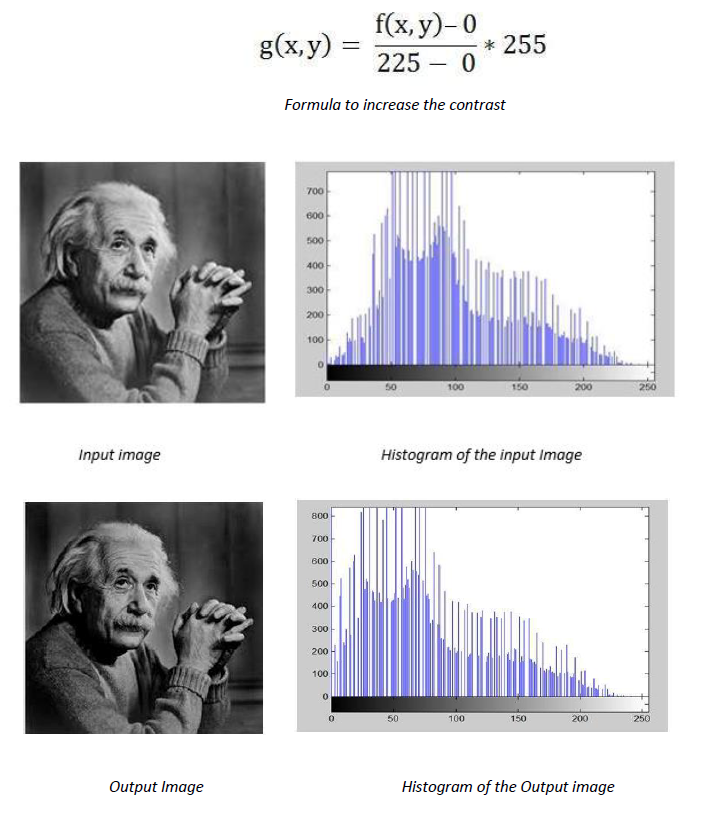 g(x,y) = f(x,y)– 0 / 225 – 0 * 255
Formula to increase the contrast
700
600
500
400
300
200
100
0
0 50 100 150 200 250
Input image Histogram of the input Image
800
700
600
500
400
300
200
100
0
0 50 100 150 200 250
Output Image Histogram of the Output image